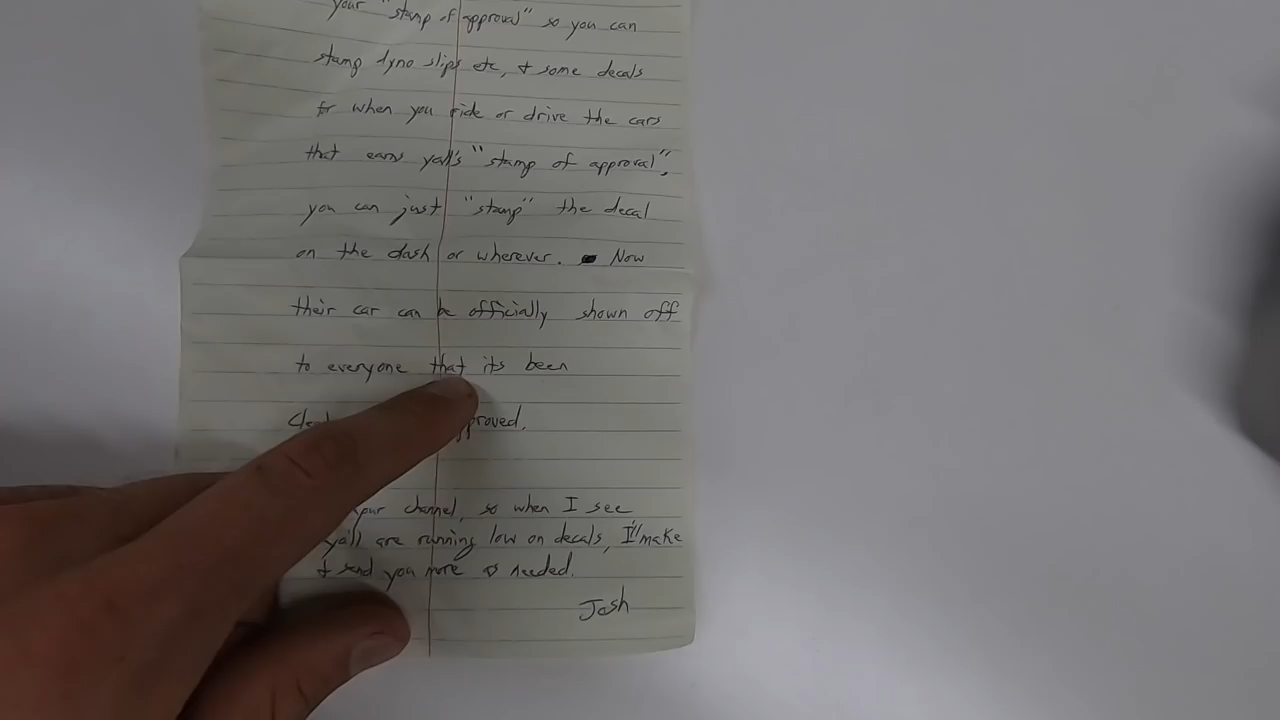 your "stamp of approval" so you can
stamp dyno slips etc, + some decals
for when you ride or drive the cars
that earns yall's "stamp of approval",
you can just "stamp" the decal
on the dash or wherever. Now
their car can be officially shown off
to everyone that its been
your channel, so when I see
ya'll are running low on decals, I'll make
+ send you more as needed.
Josh